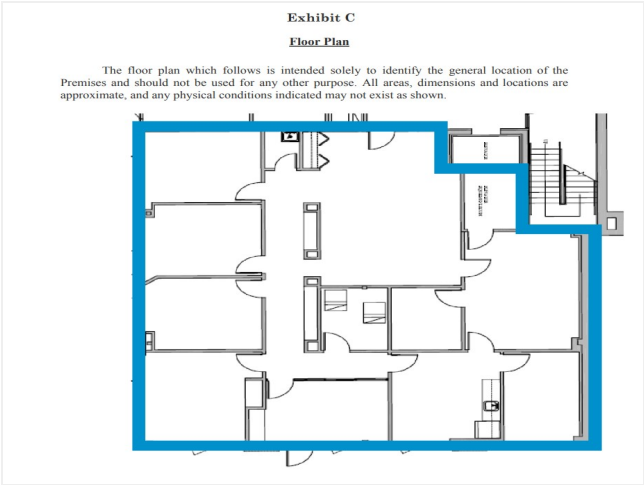 Exhibit C
Floor Plan
The floor plan which follows is intended solely to identify the general location of the
Premises and should not be used for any other purpose. All areas, dimensions and locations are
approximate, and any physical conditions indicated may not exist as shown.